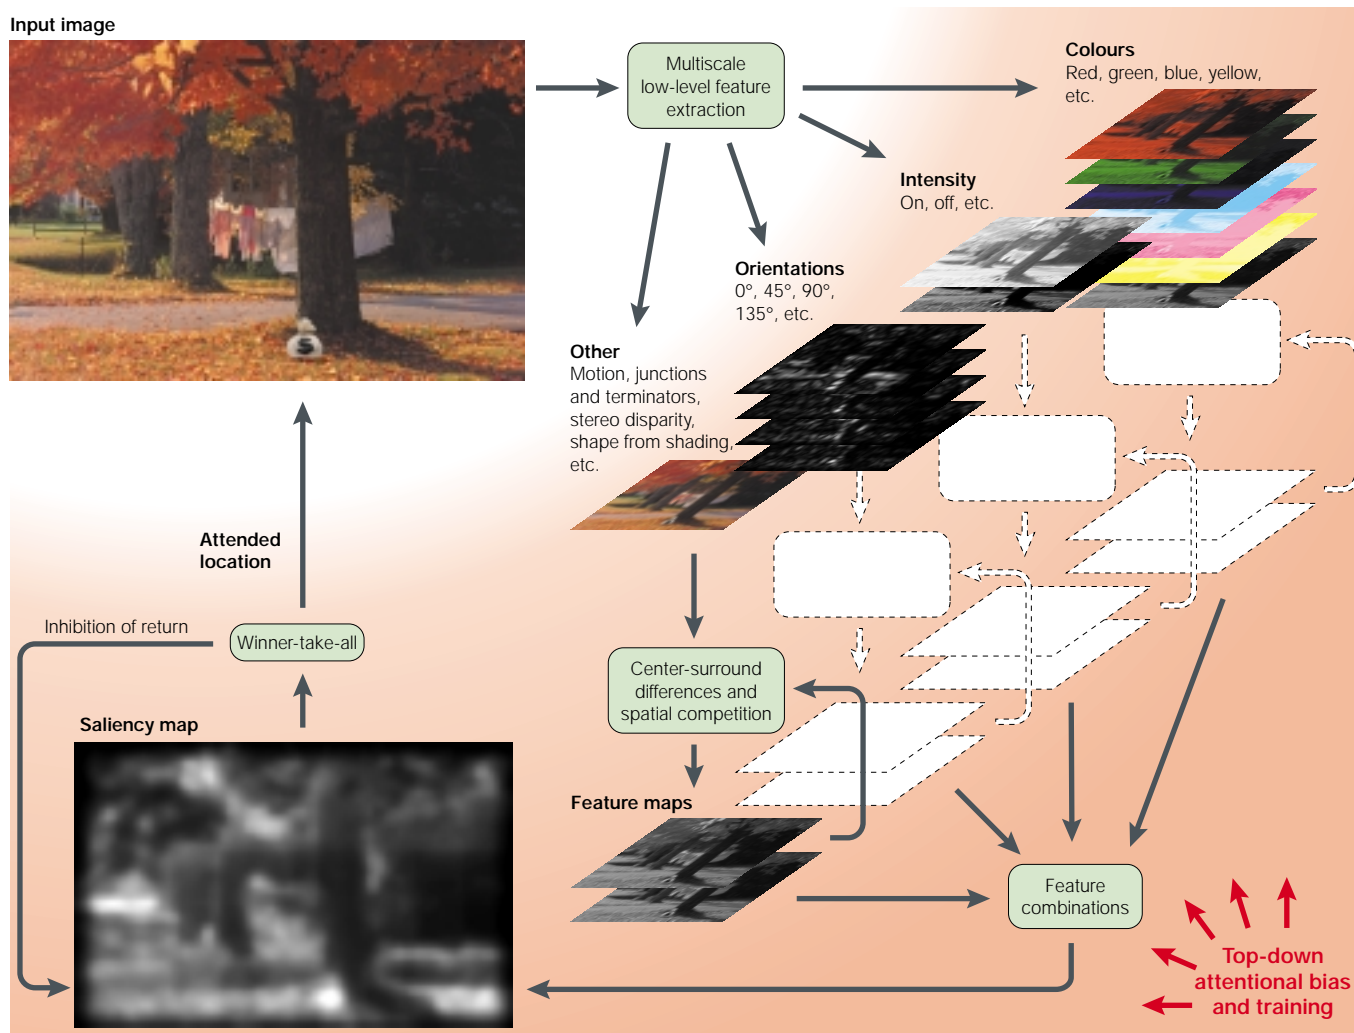 Input image
Multiscale
low-level feature
extraction
Colours
Red, green, blue, yellow,
etc.
Intensity
On, off, etc.
Orientations
0°, 45°, 90°,
135°, etc.
Other
Motion, junctions
and terminators,
stereo disparity,
shape from shading,
etc.
$
Attended
location
Inhibition of return
Winner-take-all
Center-surround
differences and
spatial competition
Saliency map
Feature maps
Feature
combinations
Top-down
attentional bias
and training